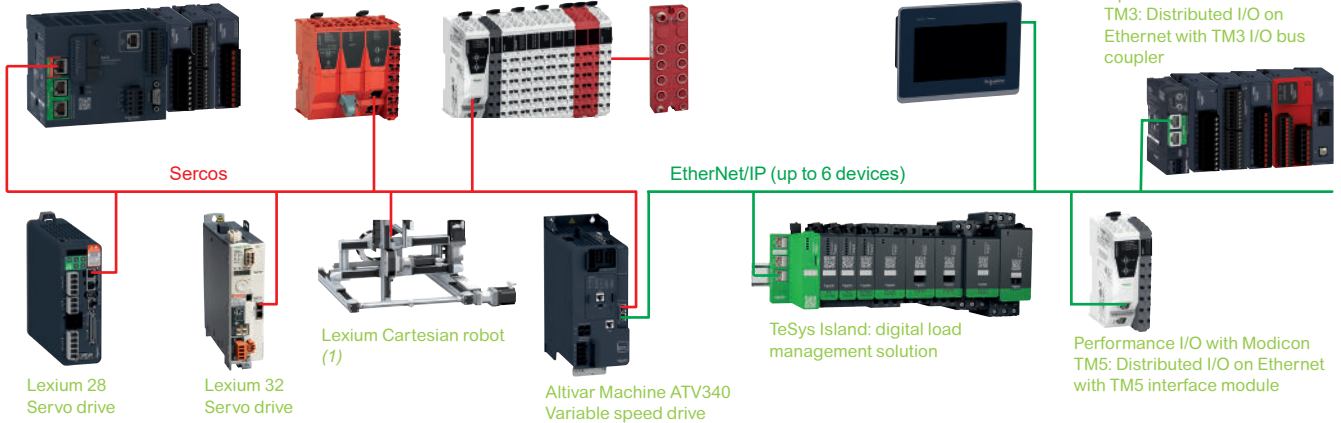 TM3: Distributed I/O on
Ethernet with TM3 I/O bus
coupler
Sercos
EtherNet/IP (up to 6 devices)
Lexium 28
Servo drive
Lexium 32
Servo drive
Lexium Cartesian robot
(1)
Altivar Machine ATV340
Variable speed drive
TeSys Island: digital load
management solution
Performance I/O with Modicon
TM5: Distributed I/O on Ethernet
with TM5 interface module